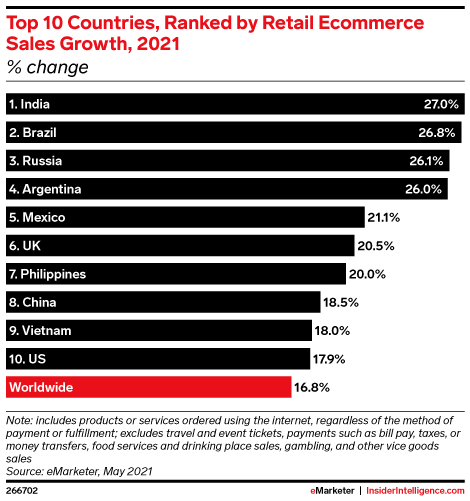 Top 10 Countries, Ranked by Retail Ecommerce
Sales Growth, 2021
% change
1. India 27.0%
2. Brazil 26.8%
3. Russia 26.1%
4. Argentina 26.0%
5. Mexico 21.1%
6. UK 20.5%
7. Philippines 20.0%
8. China 18.5%
9. Vietnam 18.0%
10. US 17.9%
Worldwide 16.8%
Note: includes products or services ordered using the internet, regardless of the method of
payment or fulfillment; excludes travel and event tickets, payments such as bill pay, taxes, or
money transfers, food services and drinking place sales, gambling, and other vice goods
sales
Source: eMarketer, May 2021
266702 eMarketer | InsiderIntelligence.com